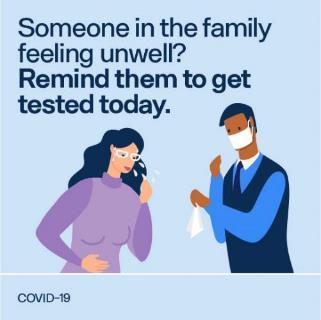 Someone in the family
feeling unwell?
Remind them to get
tested today.
COVID-19